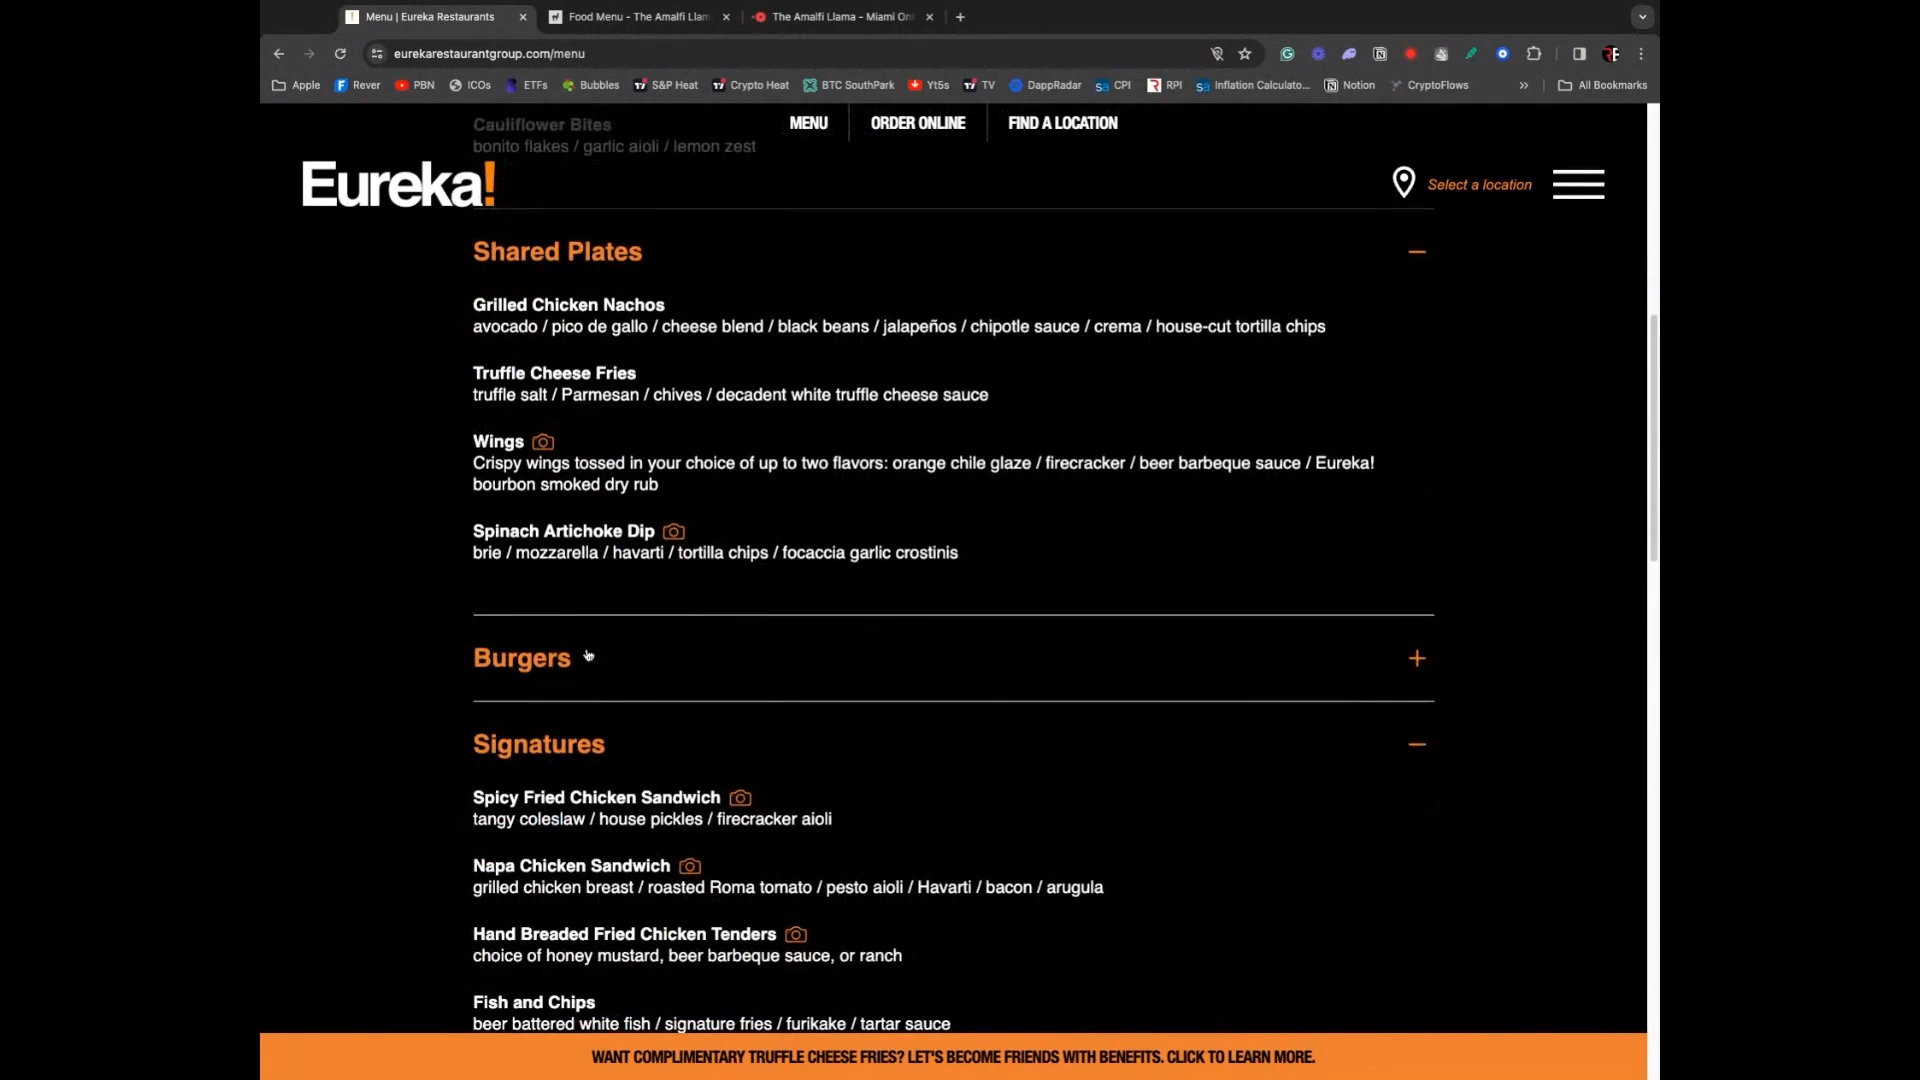 Menu | Eureka Restaurants
Food Menu - The Amalfi Llam
The Amalfi Llama - Miami Onl
eurekarestaurantgroup.com/menu
Apple
Rever
PBN
ICOs
ETFs
Bubbles
S&P Heat
Crypto Heat
BTC SouthPark
Yt5s
TV
DappRadar
CPI
RPI
Inflation Calculato...
Notion
CryptoFlows
»
All Bookmarks
MENU
ORDER ONLINE
FIND A LOCATION
Cauliflower Bites
bonito flakes / garlic aioli / lemon zest
Eureka!
Select a location
Shared Plates
Grilled Chicken Nachos
avocado / pico de gallo / cheese blend / black beans / jalapeños / chipotle sauce / crema / house-cut tortilla chips
Truffle Cheese Fries
truffle salt / Parmesan / chives / decadent white truffle cheese sauce
Wings
Crispy wings tossed in your choice of up to two flavors: orange chile glaze / firecracker / beer barbeque sauce / Eureka!
bourbon smoked dry rub
Spinach Artichoke Dip
brie / mozzarella / havarti / tortilla chips / focaccia garlic crostinis
Burgers
Signatures
Spicy Fried Chicken Sandwich
tangy coleslaw / house pickles / firecracker aioli
Napa Chicken Sandwich
grilled chicken breast / roasted Roma tomato / pesto aioli / Havarti / bacon / arugula
Hand Breaded Fried Chicken Tenders
choice of honey mustard, beer barbeque sauce, or ranch
Fish and Chips
beer battered white fish / signature fries / furikake / tartar sauce
WANT COMPLIMENTARY TRUFFLE CHEESE FRIES? LET'S BECOME FRIENDS WITH BENEFITS. CLICK TO LEARN MORE.